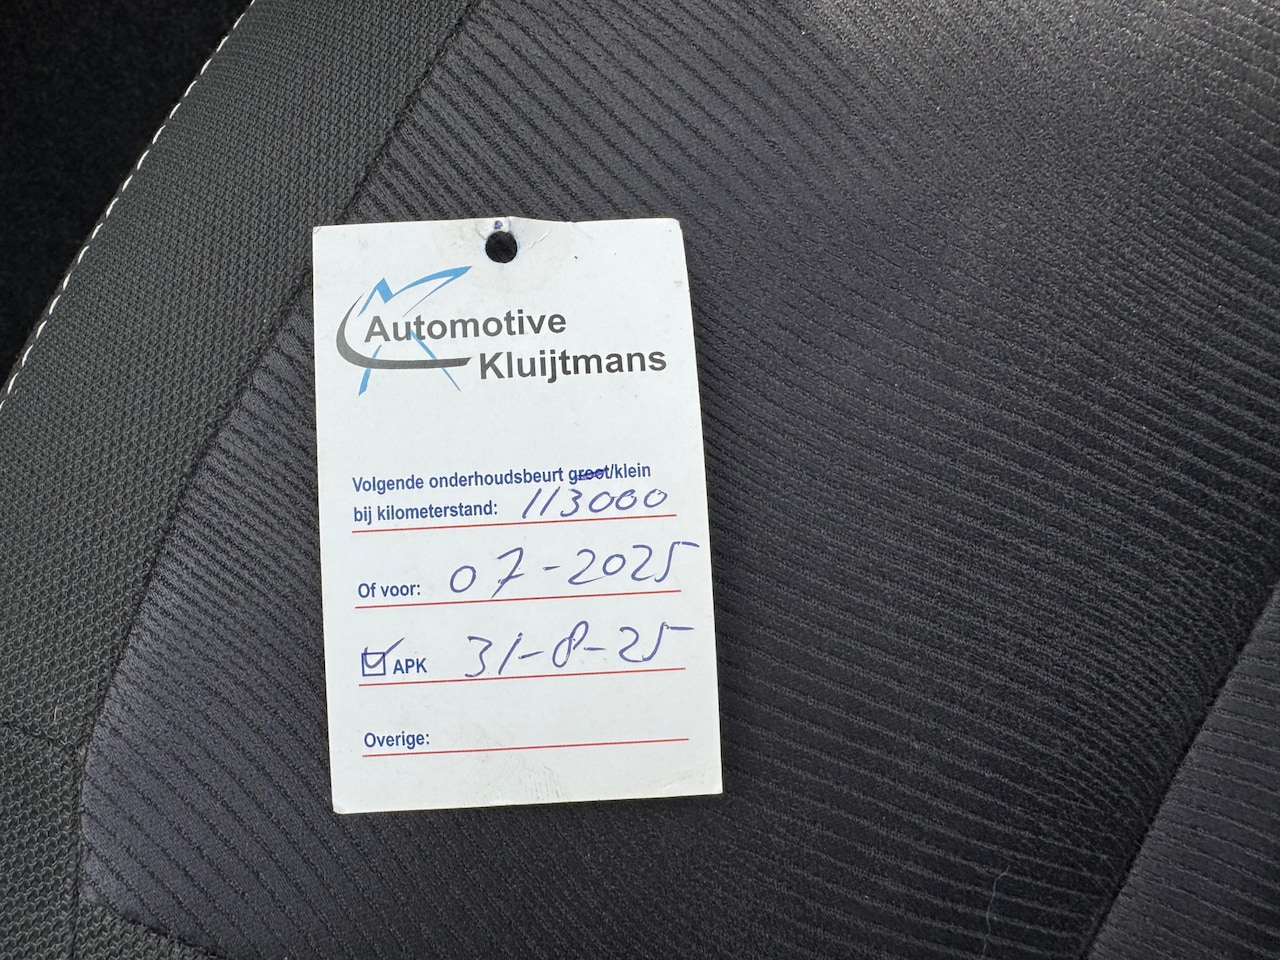 Automotive
Kluijtmans
Volgende onderhoudsbeurt groot/klein
bij kilometerstand: 113000
Of voor: 07-2025
APK 31-8-25
Overige: